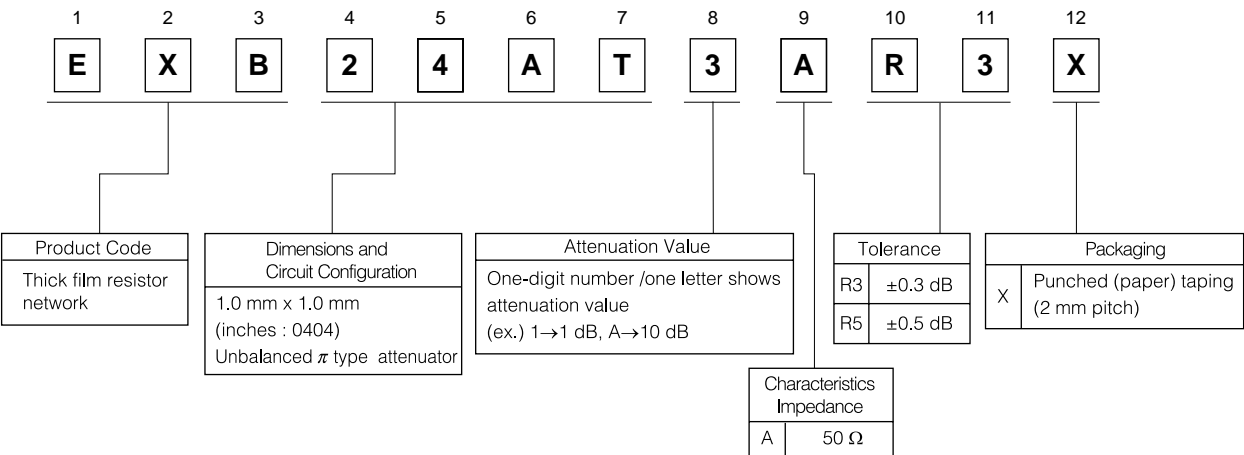 1 2 3 4 5 6 7 8 9 10 11 12
E X B 2 4 A T 3 A R 3 X
Product Code
Thick film resistor
network
Dimensions and
Circuit Configuration
1.0 mm x 1.0 mm
(inches : 0404)
Unbalanced π type attenuator
Attenuation Value
One-digit number /one letter shows
attenuation value
(ex.) 1→1 dB, A→10 dB
Characteristics
Impedance
A 50 Ω
Tolerance
R3 ±0.3 dB
R5 ±0.5 dB
Packaging
X Punched (paper) taping
(2 mm pitch)